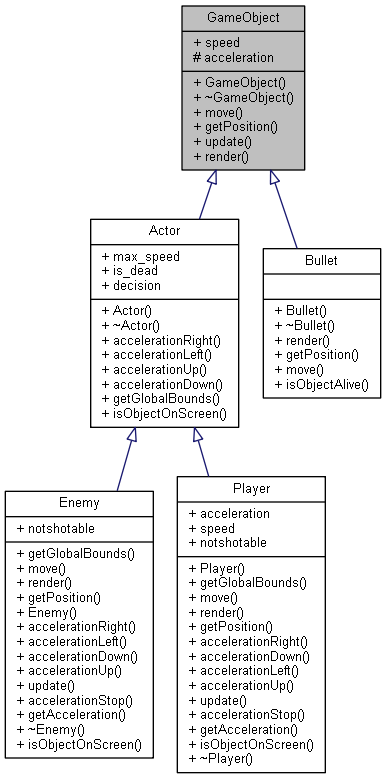 GameObject
+ speed
# acceleration
+ GameObject()
+ ~GameObject()
+ move()
+ getPosition()
+ update()
+ render()
Actor
+ max_speed
+ is_dead
+ decision
+ Actor()
+ ~Actor()
+ accelerationRight()
+ accelerationLeft()
+ accelerationUp()
+ accelerationDown()
+ getGlobalBounds()
+ isObjectOnScreen()
Bullet
+ Bullet()
+ ~Bullet()
+ render()
+ getPosition()
+ move()
+ isObjectAlive()
Enemy
+ notshotable
+ getGlobalBounds()
+ move()
+ render()
+ getPosition()
+ Enemy()
+ accelerationRight()
+ accelerationLeft()
+ accelerationDown()
+ accelerationUp()
+ update()
+ accelerationStop()
+ getAcceleration()
+ ~Enemy()
+ isObjectOnScreen()
Player
+ acceleration
+ speed
+ notshotable
+ Player()
+ getGlobalBounds()
+ move()
+ render()
+ getPosition()
+ accelerationRight()
+ accelerationDown()
+ accelerationLeft()
+ accelerationUp()
+ update()
+ accelerationStop()
+ getAcceleration()
+ isObjectOnScreen()
+ ~Player()